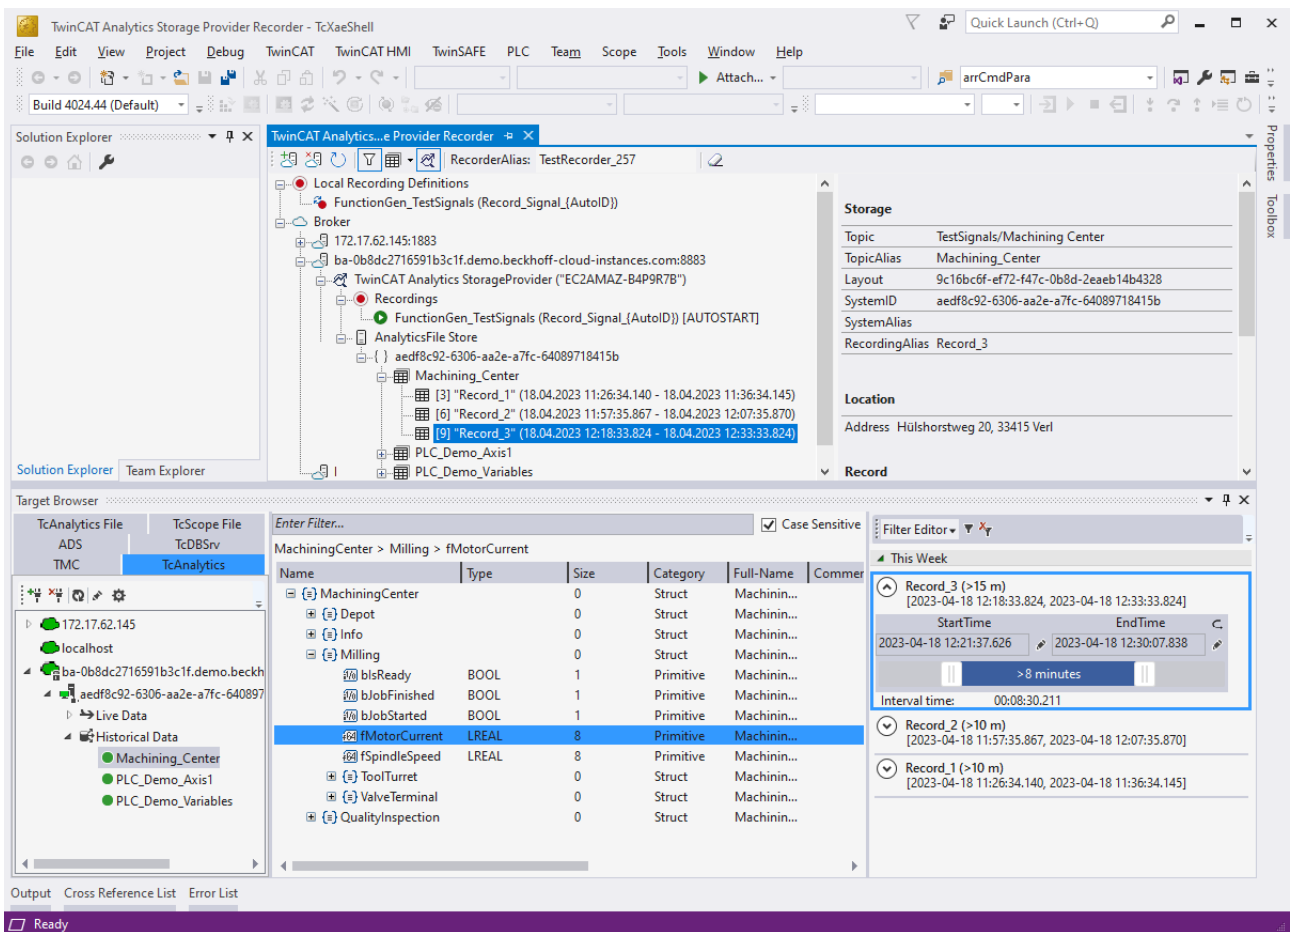 TwinCAT Analytics Storage Provider Recorder - TcXaeShell
Quick Launch (Ctrl+Q)
File Edit View Project Debug TwinCAT TwinCAT HMI TwinSAFE PLC Team Scope Tools Window Help
Attach...
arrCmdPara
Build 4024.44 (Default)
Solution Explorer
TwinCAT Analytics...e Provider Recorder
RecorderAlias: TestRecorder_257
Local Recording Definitions
FunctionGen_TestSignals (Record_Signal_{AutoID})
Broker
172.17.62.145:1883
ba-0b8dc2716591b3c1f.demo.beckhoff-cloud-instances.com:8883
TwinCAT Analytics StorageProvider ("EC2AMAZ-B4P9R7B")
Recordings
FunctionGen_TestSignals (Record_Signal_{AutoID}) [AUTOSTART]
AnalyticsFile Store
{ } aedf8c92-6306-aa2e-a7fc-64089718415b
Machining_Center
[3] "Record_1" (18.04.2023 11:26:34.140 - 18.04.2023 11:36:34.145)
[6] "Record_2" (18.04.2023 11:57:35.867 - 18.04.2023 12:07:35.870)
[9] "Record_3" (18.04.2023 12:18:33.824 - 18.04.2023 12:33:33.824)
PLC_Demo_Axis1
PLC_Demo_Variables
Storage
Topic TestSignals/Machining Center
TopicAlias Machining_Center
Layout 9c16bc6f-ef72-f47c-0b8d-2eaeb14b4328
SystemID aedf8c92-6306-aa2e-a7fc-64089718415b
SystemAlias
RecordingAlias Record_3
Location
Address Hülshorstweg 20, 33415 Verl
Record
Properties
Toolbox
Solution Explorer Team Explorer
Target Browser
TcAnalytics File TcScope File
ADS TcDBSrv
TMC TcAnalytics
172.17.62.145
localhost
ba-0b8dc2716591b3c1f.demo.beckh
aedf8c92-6306-aa2e-a7fc-640897
Live Data
Historical Data
Machining_Center
PLC_Demo_Axis1
PLC_Demo_Variables
Enter Filter...
Case Sensitive
MachiningCenter > Milling > fMotorCurrent
Name Type Size Category Full-Name Commer
MachiningCenter 0 Struct Machinin...
Depot 0 Struct Machinin...
Info 0 Struct Machinin...
Milling 0 Struct Machinin...
bIsReady BOOL 1 Primitive Machinin...
bJobFinished BOOL 1 Primitive Machinin...
bJobStarted BOOL 1 Primitive Machinin...
fMotorCurrent LREAL 8 Primitive Machinin...
fSpindleSpeed LREAL 8 Primitive Machinin...
ToolTurret 0 Struct Machinin...
ValveTerminal 0 Struct Machinin...
QualityInspection 0 Struct Machinin...
Filter Editor
This Week
Record_3 (>15 m)
[2023-04-18 12:18:33.824, 2023-04-18 12:33:33.824]
StartTime EndTime
2023-04-18 12:21:37.626 2023-04-18 12:30:07.838
>8 minutes
Interval time: 00:08:30.211
Record_2 (>10 m)
[2023-04-18 11:57:35.867, 2023-04-18 12:07:35.870]
Record_1 (>10 m)
[2023-04-18 11:26:34.140, 2023-04-18 11:36:34.145]
Output Cross Reference List Error List
Ready